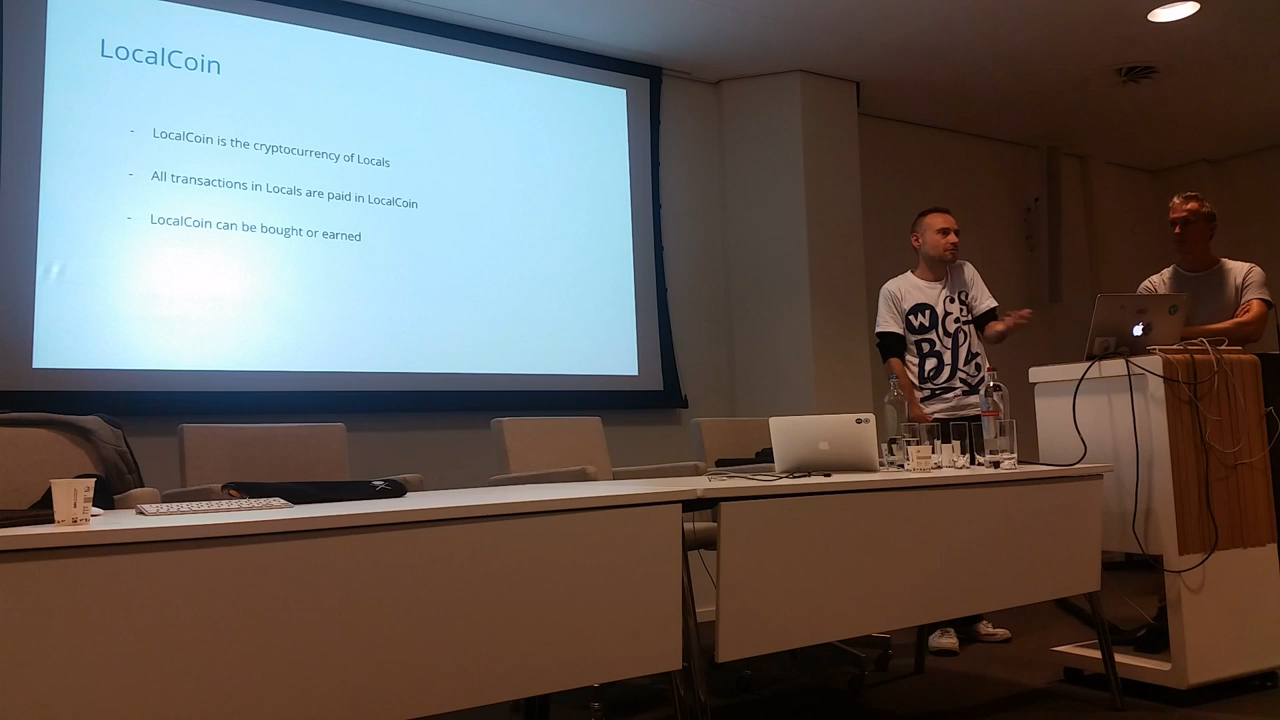 LocalCoin
- LocalCoin is the cryptocurrency of Locals
- All transactions in Locals are paid in LocalCoin
- LocalCoin can be bought or earned
W